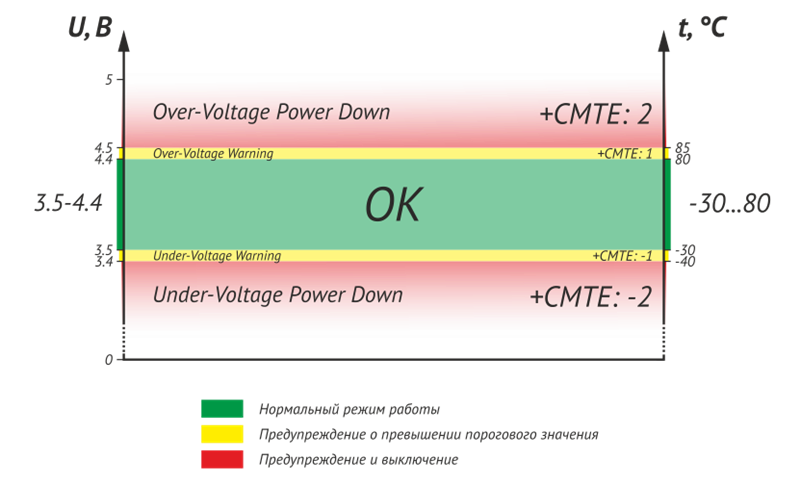 U, В
t, °C
5
Over-Voltage Power Down
+CMTE: 2
4.5
Over-Voltage Warning
+CMTE: 1
85
4.4
80
3.5-4.4
OK
-30...80
3.5
Under-Voltage Warning
+CMTE: -1
-30
3.4
-40
Under-Voltage Power Down
+CMTE: -2
0
Нормальный режим работы
Предупреждение о превышении порогового значения
Предупреждение и выключение